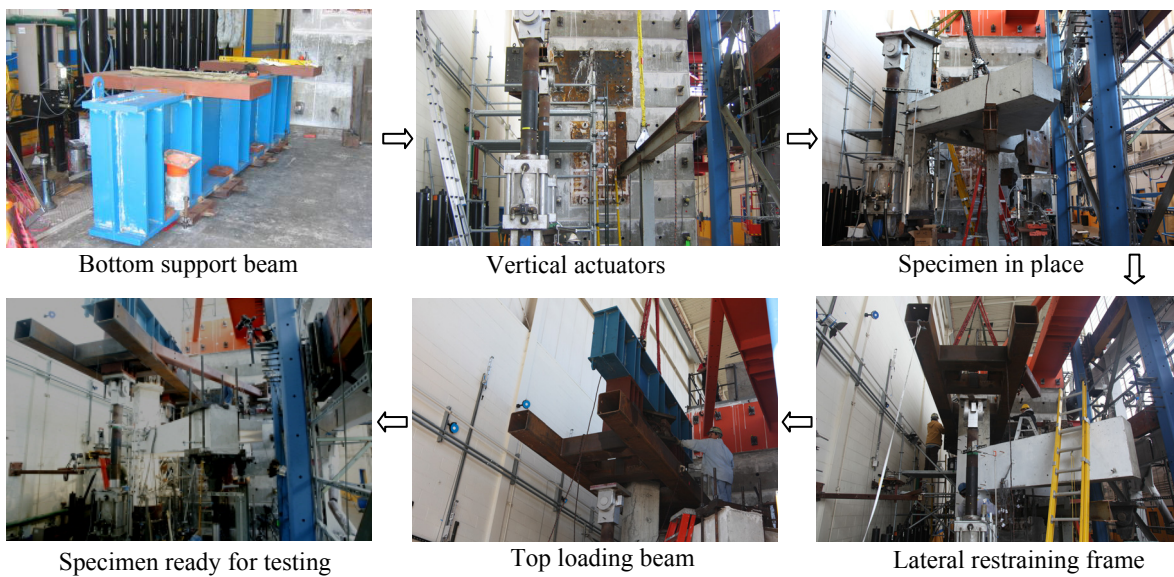 Bottom support beam
Vertical actuators
Specimen in place
Specimen ready for testing
Top loading beam
Lateral restraining frame